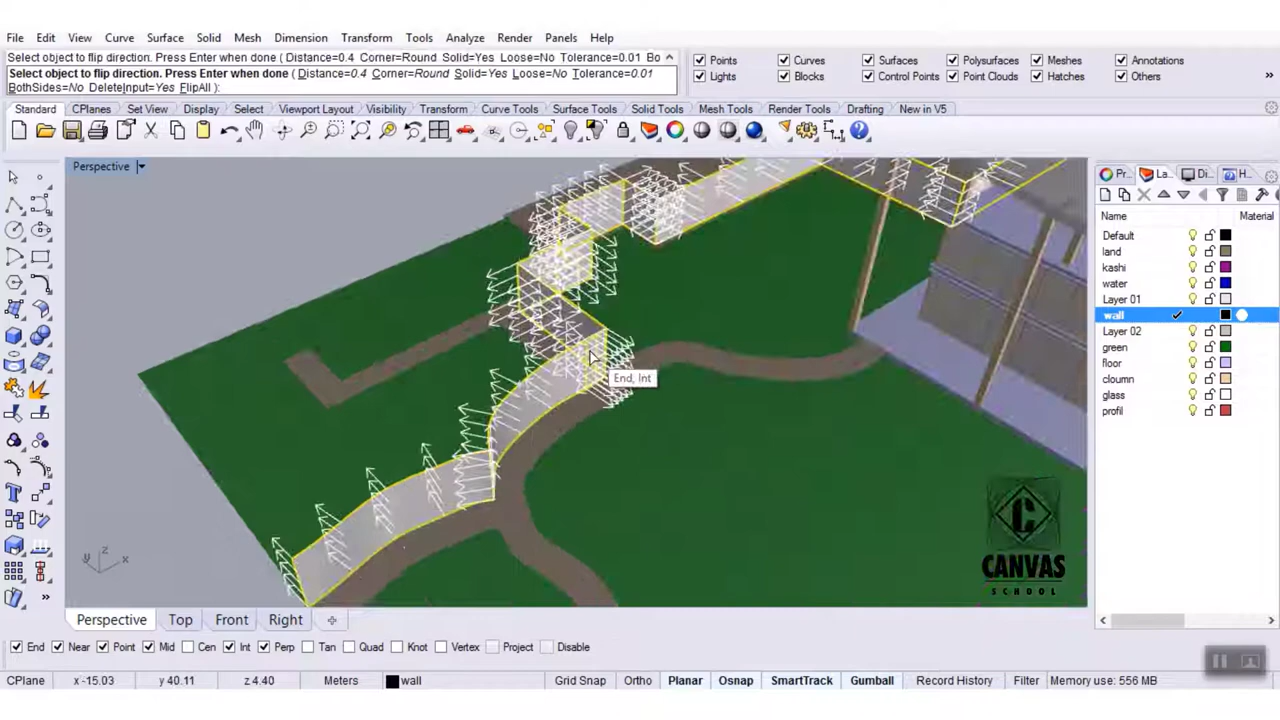 File Edit View Curve Surface Solid Mesh Dimension Transform Tools Analyze Render Panels Help
Select object to flip direction. Press Enter when done ( Distance=0.4 Corner=Round Solid=Yes Loose=No Tolerance=0.01 Bo
Select object to flip direction. Press Enter when done ( Distance=0.4 Corner=Round Solid=Yes Loose=No Tolerance=0.01
BothSides=No DeleteInput=Yes FlipAll ):
Points Curves Surfaces Polysurfaces Meshes Annotations
Lights Blocks Control Points Point Clouds Hatches Others
Standard CPlanes Set View Display Select Viewport Layout Visibility Transform Curve Tools Surface Tools Solid Tools Mesh Tools Render Tools Drafting New in V5
Perspective
Pr... La... Di... H...
Name Material
Default
land
kashi
water
Layer 01
wall
Layer 02
green
floor
cloumn
glass
profil
End, Int
z
y x
CANVAS
SCHOOL
Perspective Top Front Right
End Near Point Mid Cen Int Perp Tan Quad Knot Vertex Project Disable
CPlane x -15.03 y 40.11 z 4.40 Meters wall Grid Snap Ortho Planar Osnap SmartTrack Gumball Record History Filter Memory use: 556 MB